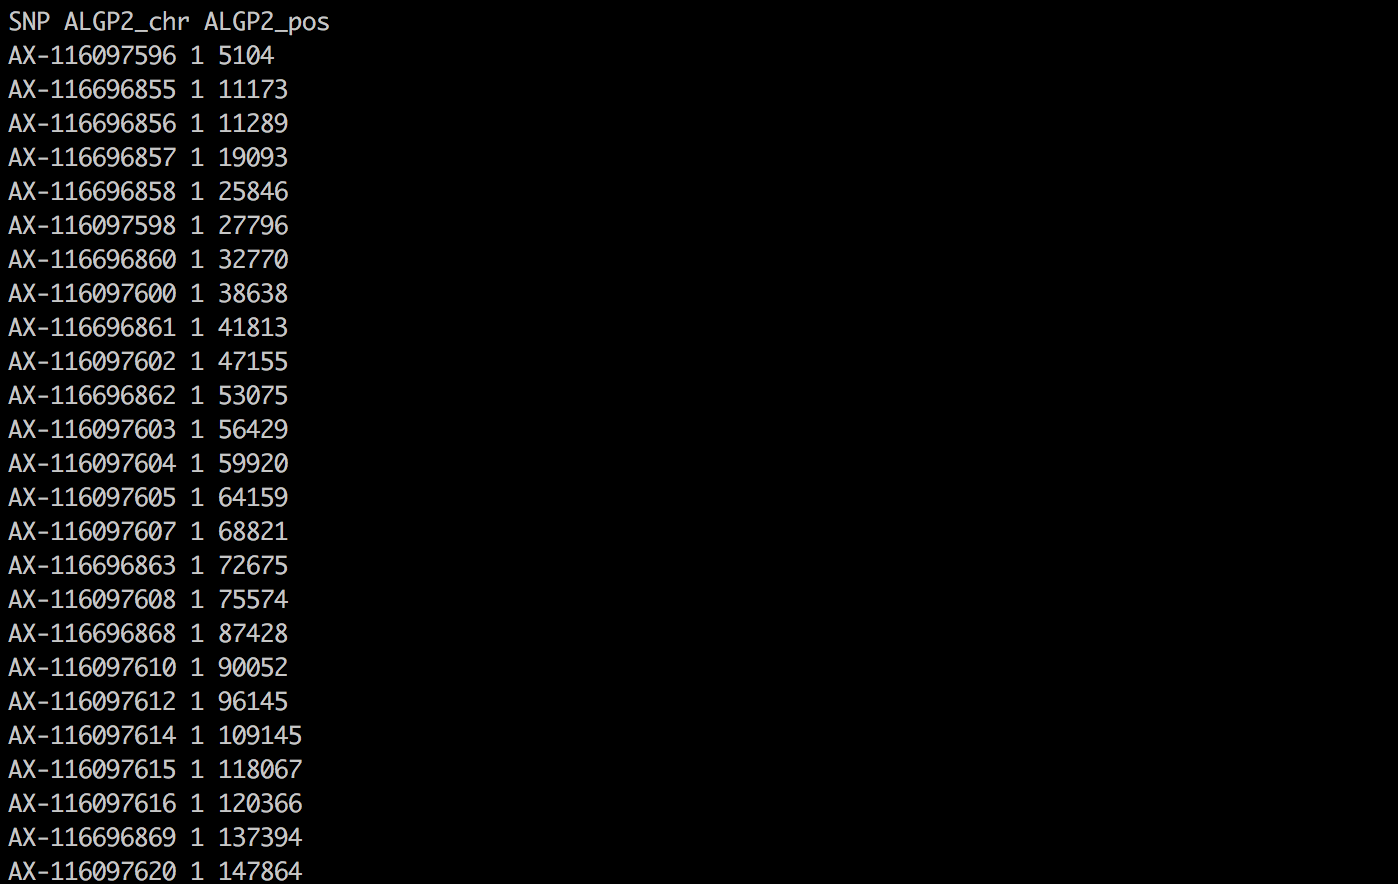 SNP ALGP2_chr ALGP2_pos
AX-116097596 1 5104
AX-116696855 1 11173
AX-116696856 1 11289
AX-116696857 1 19093
AX-116696858 1 25846
AX-116097598 1 27796
AX-116696860 1 32770
AX-116097600 1 38638
AX-116696861 1 41813
AX-116097602 1 47155
AX-116696862 1 53075
AX-116097603 1 56429
AX-116097604 1 59920
AX-116097605 1 64159
AX-116097607 1 68821
AX-116696863 1 72675
AX-116097608 1 75574
AX-116696868 1 87428
AX-116097610 1 90052
AX-116097612 1 96145
AX-116097614 1 109145
AX-116097615 1 118067
AX-116097616 1 120366
AX-116696869 1 137394
AX-116097620 1 147864